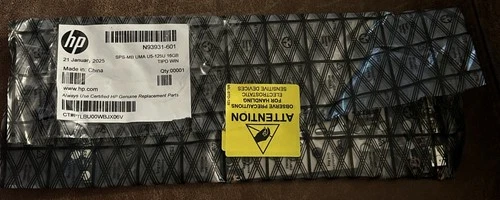 hp
N93931-601
21 January, 2025
SPS-MB UMA U5-125U 16GB
TIPO WIN
Made in: China
Qty:00001
www.hp.com
Always Use Certified HP Genuine Replacement Parts
ATTENTION
OBSERVE PRECAUTIONS
FOR HANDLING
ELECTROSTATIC
SENSITIVE DEVICES